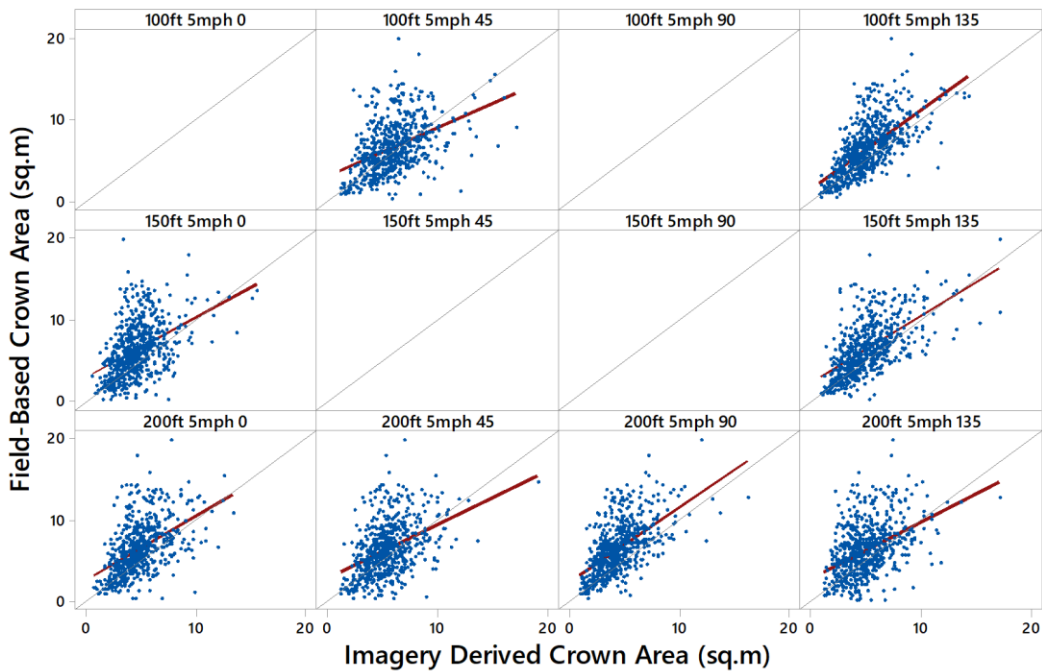 100ft 5mph 0 100ft 5mph 45 100ft 5mph 90 100ft 5mph 135
20
10
0
150ft 5mph 0 150ft 5mph 45 150ft 5mph 90 150ft 5mph 135
20
10
0
200ft 5mph 0 200ft 5mph 45 200ft 5mph 90 200ft 5mph 135
20
10
0
0 10 20 0 10 20 0 10 20 0 10 20
Field-Based Crown Area (sq.m)
Imagery Derived Crown Area (sq.m)